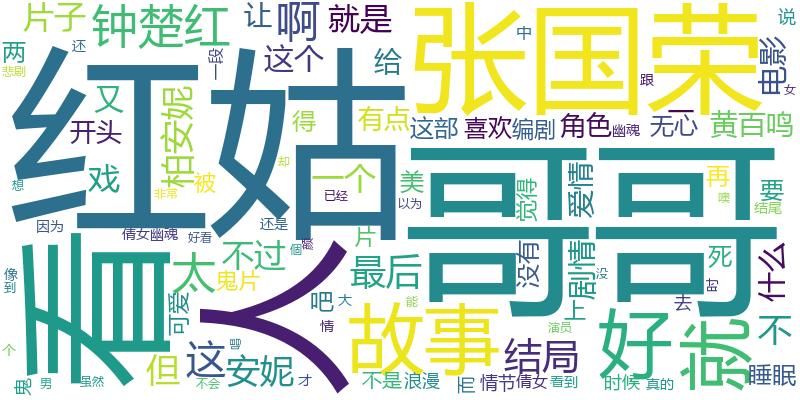 片子
钟楚红
让
啊
就是
张国荣
中
说
电影
女
两
还
悲剧
又
这个
一段
给
跟
红姑
开头
柏安妮
得
有点
这部
喜欢
编剧
角色
一
幽魂
无心
黄百鸣
戏
被
一个
美
哥哥
觉得
爱情
再
噢
要
结尾
想
非常
却
已经
以为
因为
倩女幽魂
好看
还是
看
人
太
不过
鬼片
個
片
最后
没有
上
剧情
没
死
去
什么
像
到
可爱
吧
大
情
能
故事
演员
好
就
不
个
鬼
男
虽然
但
这
安妮
唱
不会
才
不是
浪漫
而
结局
情节
倩女
看到
时候
真的
睡眠